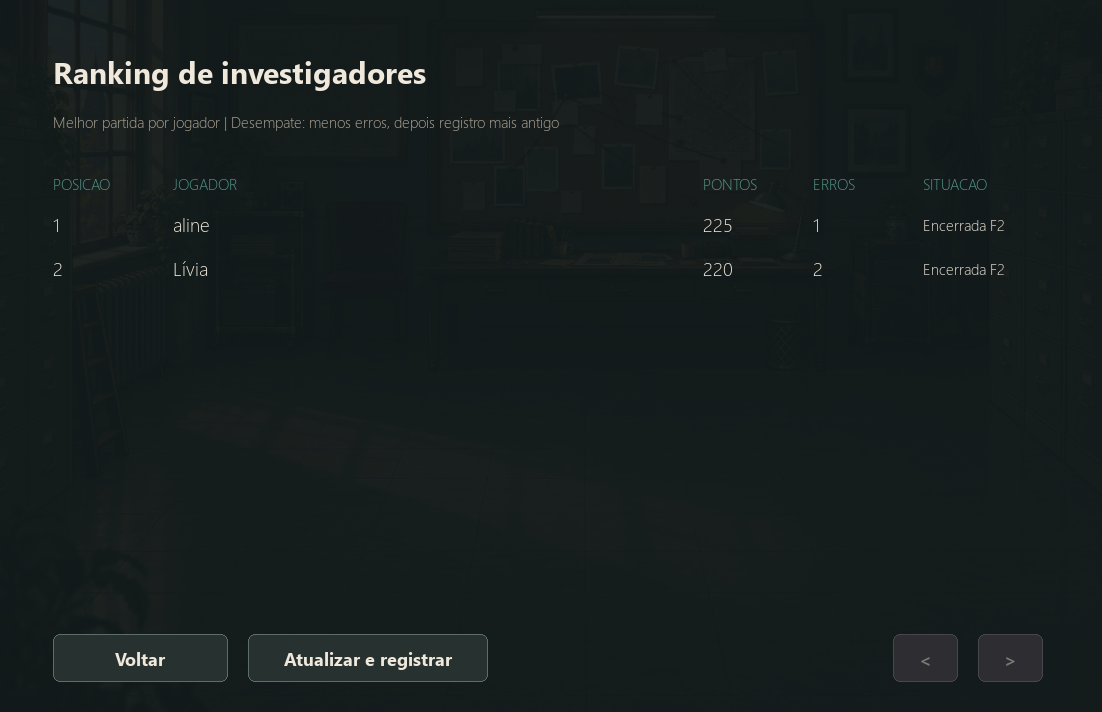 Ranking de investigadores
Melhor partida por jogador | Desempate: menos erros, depois registro mais antigo
POSICAO JOGADOR PONTOS ERROS SITUACAO
1 aline 225 1 Encerrada F2
2 Lívia 220 2 Encerrada F2
Voltar Atualizar e registrar < >